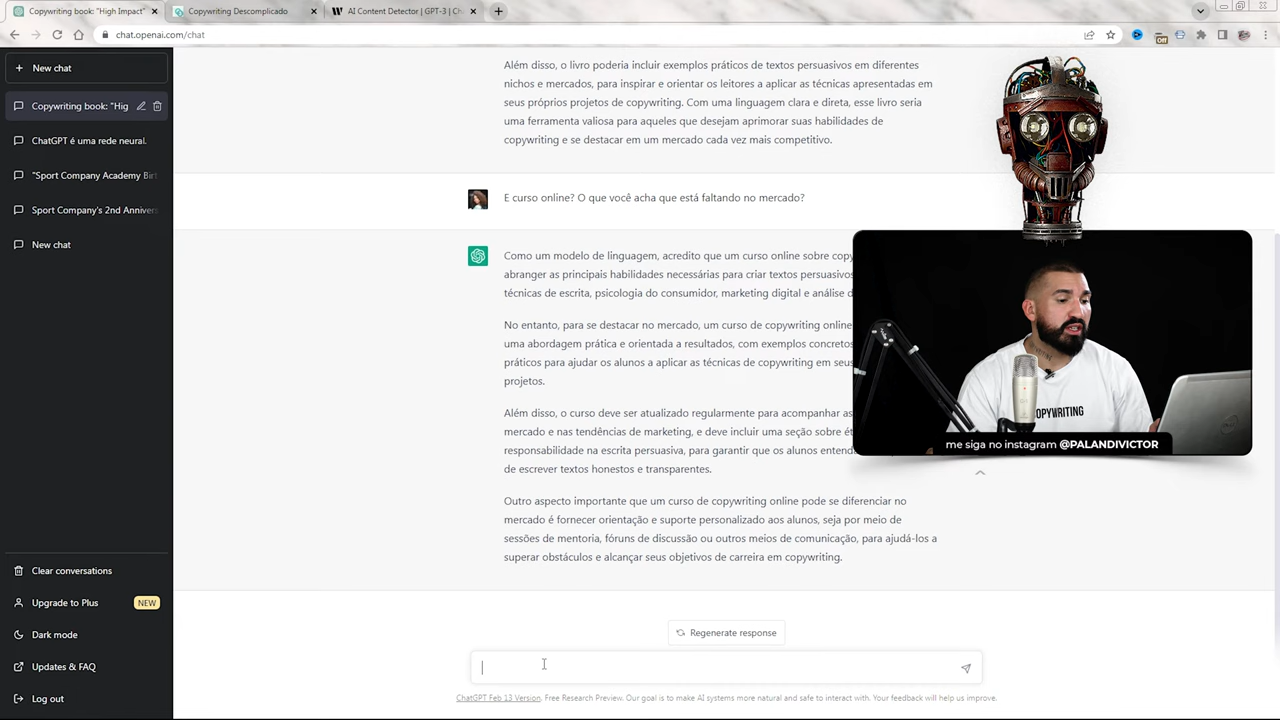 Copywriting book: "High Impact"
Copywriting Descomplicado
AI Content Detector | GPT-3 | Ch
chat.openai.com/chat
Off
New chat
Copywriting book: "Hig
ChatGPT é uma rede neural.
"Sport Company Academy Birt
Sport Company's 2nd Anniver
New chat
Clear conversations
Upgrade to Plus
NEW
Dark mode
Updates & FAQ
Log out
Além disso, o livro poderia incluir exemplos práticos de textos persuasivos em diferentes
nichos e mercados, para inspirar e orientar os leitores a aplicar as técnicas apresentadas em
seus próprios projetos de copywriting. Com uma linguagem clara e direta, esse livro seria
uma ferramenta valiosa para aqueles que desejam aprimorar suas habilidades de
copywriting e se destacar em um mercado cada vez mais competitivo.
E curso online? O que você acha que está faltando no mercado?
Como um modelo de linguagem, acredito que um curso online sobre copy
abranger as principais habilidades necessárias para criar textos persuasivos
técnicas de escrita, psicologia do consumidor, marketing digital e análise d
No entanto, para se destacar no mercado, um curso de copywriting online
uma abordagem prática e orientada a resultados, com exemplos concretos
práticos para ajudar os alunos a aplicar as técnicas de copywriting em seus
projetos.
Além disso, o curso deve ser atualizado regularmente para acompanhar as
mercado e nas tendências de marketing, e deve incluir uma seção sobre ét
responsabilidade na escrita persuasiva, para garantir que os alunos entend
de escrever textos honestos e transparentes.
Outro aspecto importante que um curso de copywriting online pode se diferenciar no
mercado é fornecer orientação e suporte personalizado aos alunos, seja por meio de
sessões de mentoria, fóruns de discussão ou outros meios de comunicação, para ajudá-los a
superar obstáculos e alcançar seus objetivos de carreira em copywriting.
COPYWRITING
me siga no instagram @PALANDIVICTOR
Regenerate response
ChatGPT Feb 13 Version. Free Research Preview. Our goal is to make AI systems more natural and safe to interact with. Your feedback will help us improve.